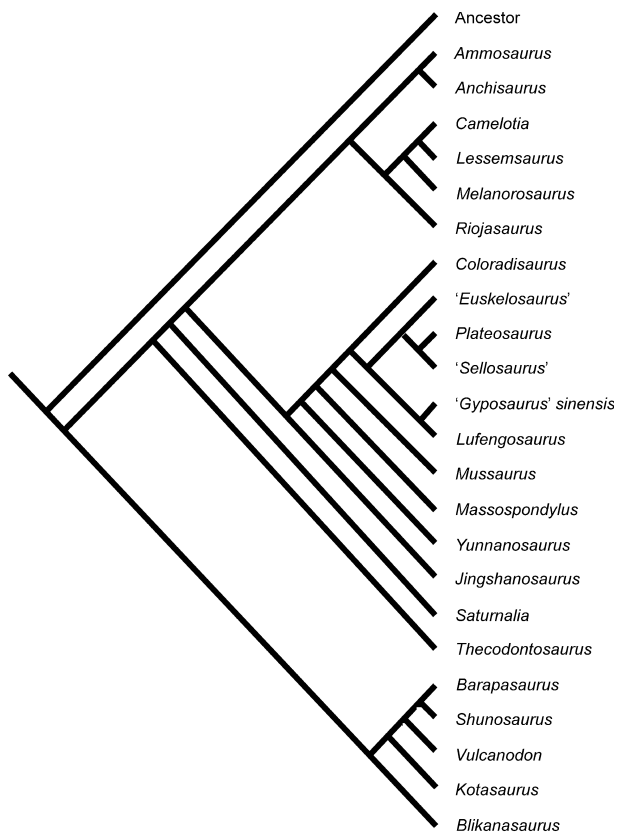 Ancestor
Ammosaurus
Anchisaurus
Camelotia
Lessemsaurus
Melanorosaurus
Riojasaurus
Coloradisaurus
‘Euskelosaurus’
Plateosaurus
‘Sellosaurus’
‘Gyposaurus’ sinensis
Lufengosaurus
Mussaurus
Massospondylus
Yunnanosaurus
Jingshanosaurus
Saturnalia
Thecodontosaurus
Barapasaurus
Shunosaurus
Vulcanodon
Kotasaurus
Blikanasaurus